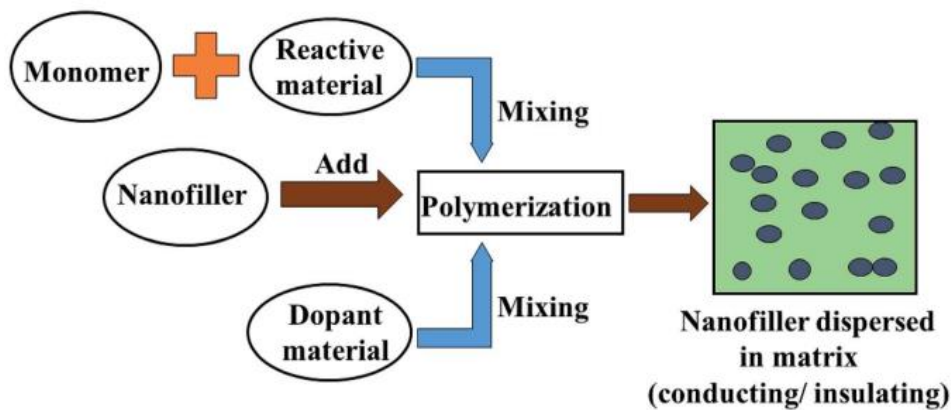 Monomer
Reactive
material
Mixing
Nanofiller
Add
Polymerization
Dopant
material
Mixing
Nanofiller dispersed
in matrix
(conducting/ insulating)